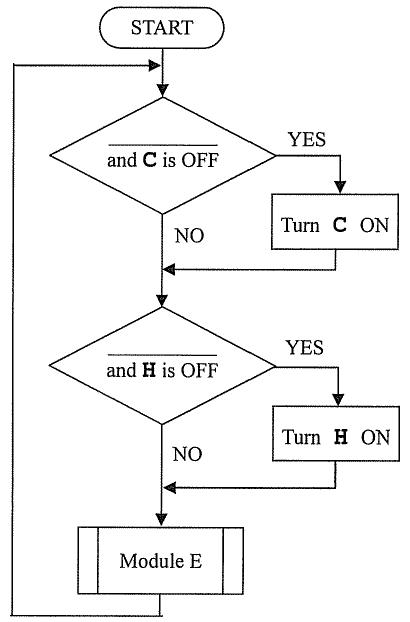 START
YES
and C is OFF
Turn C ON
NO
YES
and H is OFF
Turn H ON
NO
Module E